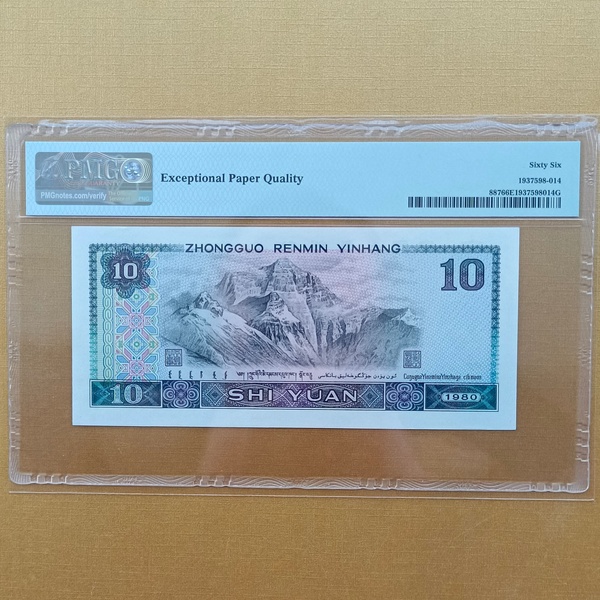 PMG
PMGnotes.com/verify
Exceptional Paper Quality
Sixty Six
1937598-014
88766E1937598014G
ZHONGGUO RENMIN YINHANG
10
10
10
SHI YUAN
1980